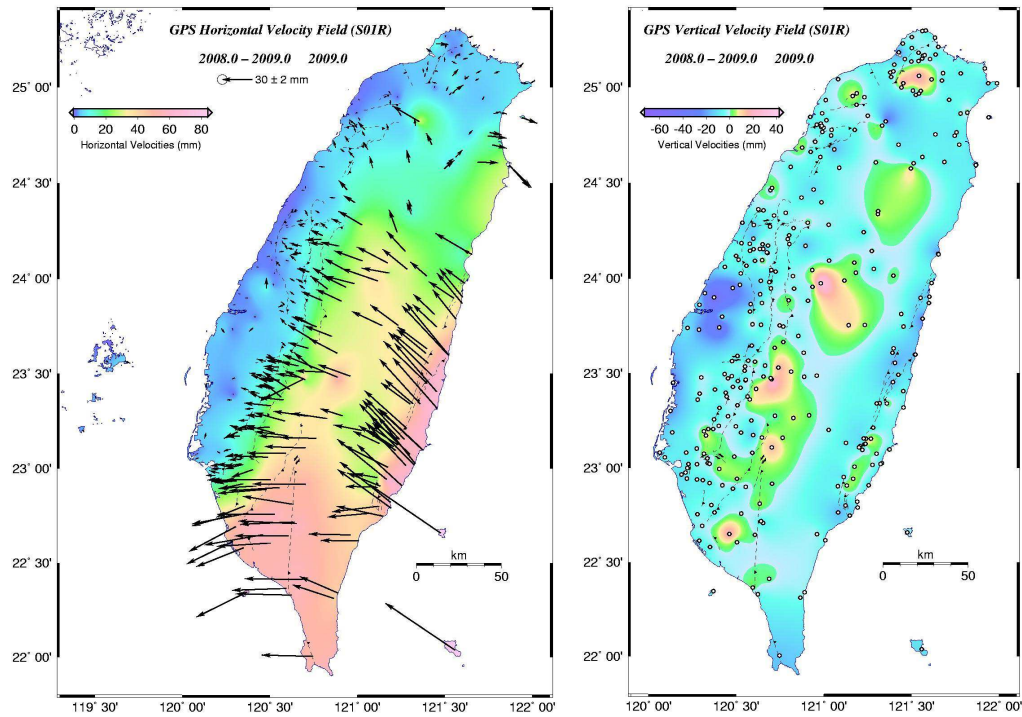 GPS Horizontal Velocity Field (S01R)
2008.0 – 2009.0 2009.0
30 ± 2 mm
0 20 40 60 80
Horizontal Velocities (mm)
25° 00'
24° 30'
24° 00'
23° 30'
23° 00'
22° 30'
22° 00'
km
0 50
119° 30' 120° 00' 120° 30' 121° 00' 121° 30' 122° 00'
GPS Vertical Velocity Field (S01R)
2008.0 – 2009.0 2009.0
-60 -40 -20 0 20 40
Vertical Velocities (mm)
25° 00'
24° 30'
24° 00'
23° 30'
23° 00'
22° 30'
22° 00'
km
0 50
120° 00' 120° 30' 121° 00' 121° 30' 122° 00'